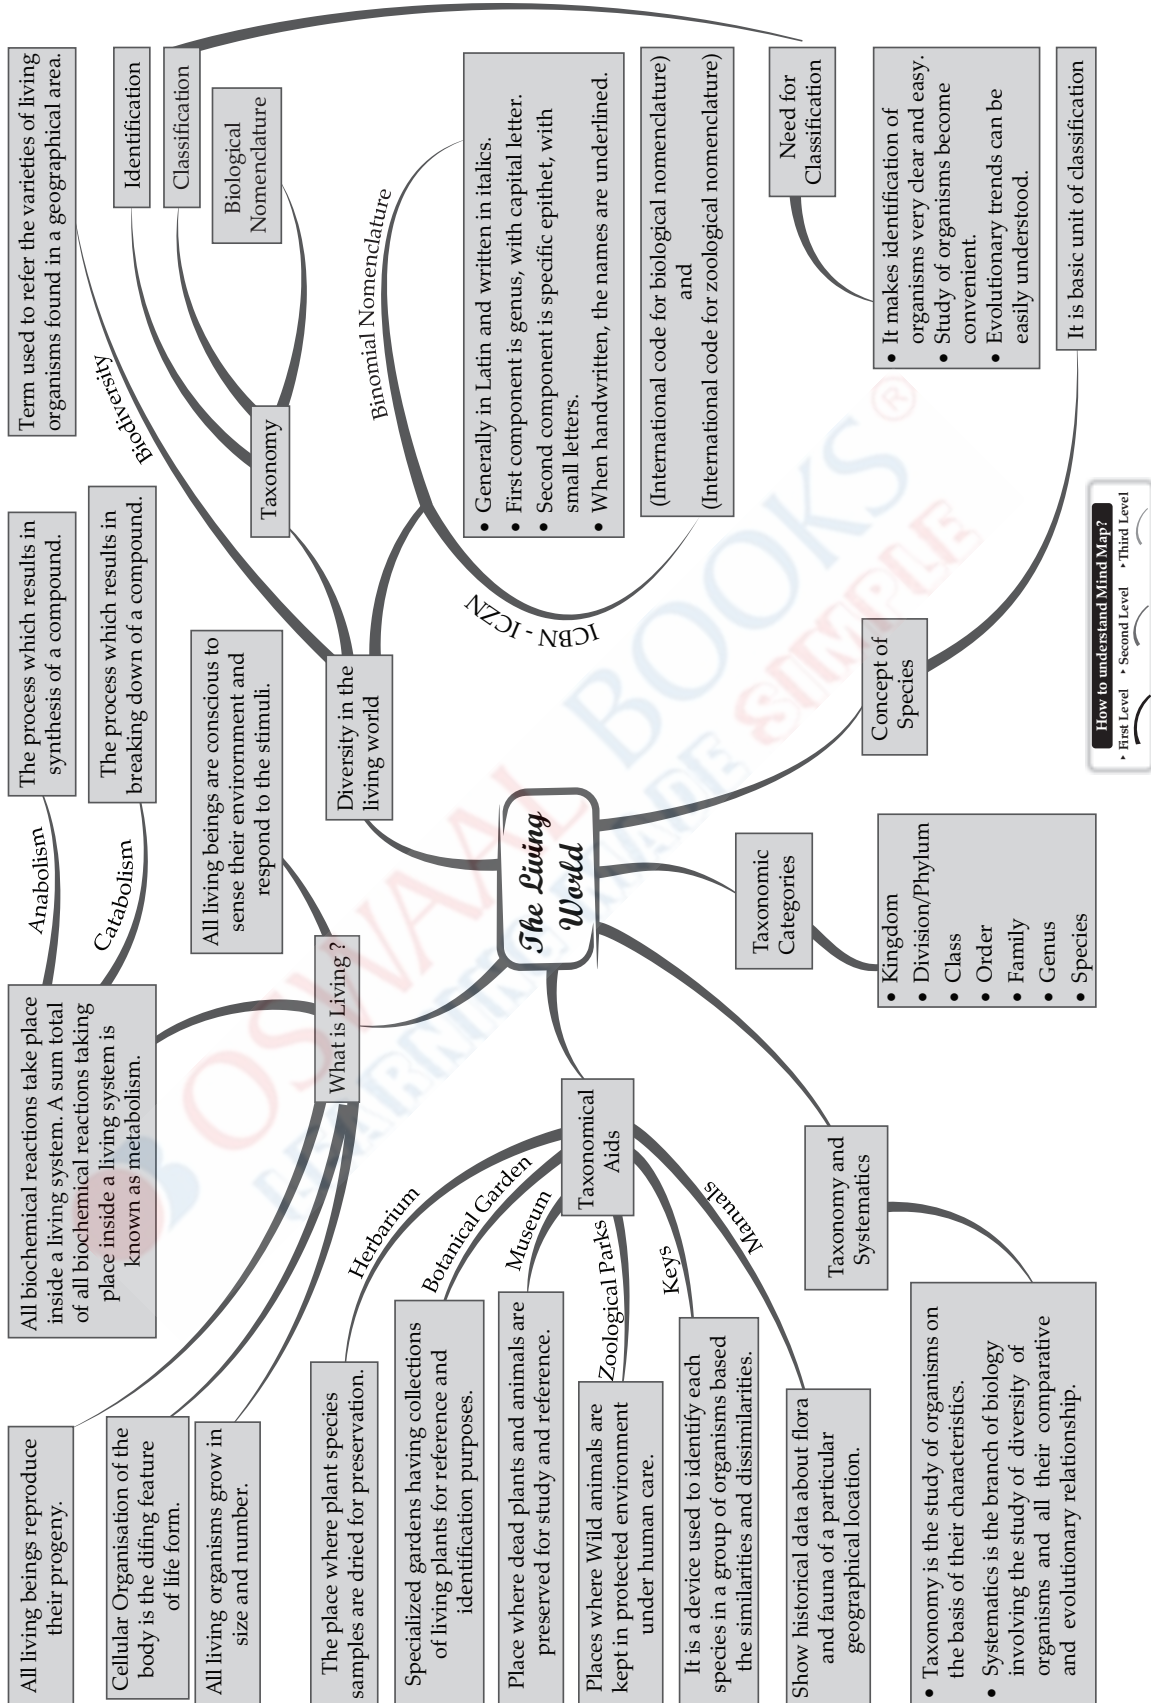 All living beings reproduce
their progeny.
Cellular Organisation of the
body is the difing feature
of life form.
All living organisms grow in
size and number.
All biochemical reactions take place
inside a living system. A sum total
of all biochemical reactions taking
place inside a living system is
known as metabolism.
Anabolism
The process which results in
synthesis of a compound.
Catabolism
The process which results in
breaking down of a compound.
What is Living ?
All living beings are conscious to
sense their environment and
respond to the stimuli.
The Living
World
Diversity in the
living world
Biodiversity
Term used to refer the varieties of living
organisms found in a geographical area.
Taxonomy
Identification
Classification
Biological
Nomenclature
Binomial Nomenclature
• Generally in Latin and written in italics.
• First component is genus, with capital letter.
• Second component is specific epithet, with
small letters.
• When handwritten, the names are underlined.
ICBN - ICZN
(International code for biological nomenclature)
and
(International code for zoological nomenclature)
Need for
Classification
• It makes identification of
organisms very clear and easy.
• Study of organisms become
convenient.
• Evolutionary trends can be
easily understood.
Concept of
Species
It is basic unit of classification
Taxonomic
Categories
• Kingdom
• Division/Phylum
• Class
• Order
• Family
• Genus
• Species
Taxonomical
Aids
Herbarium
The place where plant species
samples are dried for preservation.
Botanical Garden
Specialized gardens having collections
of living plants for reference and
identification purposes.
Museum
Place where dead plants and animals are
preserved for study and reference.
Zoological Parks
Places where Wild animals are
kept in protected environment
under human care.
Keys
It is a device used to identify each
species in a group of organisms based
the similarities and dissimilarities.
Manuals
Show historical data about flora
and fauna of a particular
geographical location.
Taxonomy and
Systematics
• Taxonomy is the study of organisms on
the basis of their characteristics.
• Systematics is the branch of biology
involving the study of diversity of
organisms and all their comparative
and evolutionary relationship.
How to understand Mind Map?
First Level
Second Level
Third Level
OSWAAL BOOKS®
LEARNING MADE SIMPLE